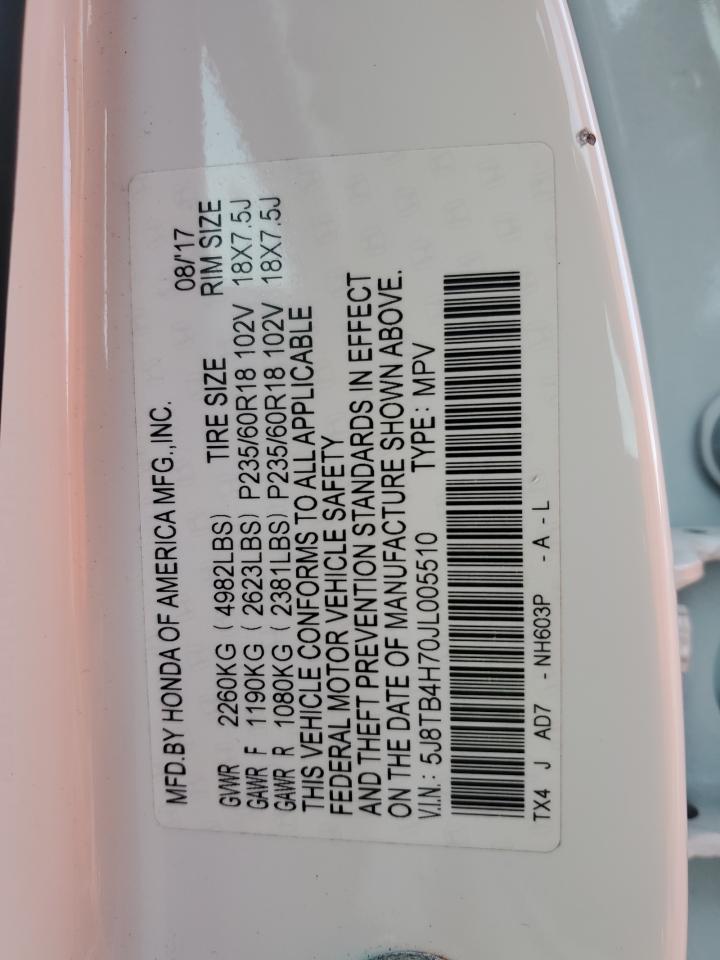 MFD.BY HONDA OF AMERICA MFG.,INC. 08/'17
TIRE SIZE RIM SIZE
GVWR 2260KG ( 4982LBS)
GAWR F 1190KG ( 2623LBS) P235/60R18 102V 18X7.5J
GAWR R 1080KG ( 2381LBS) P235/60R18 102V 18X7.5J
THIS VEHICLE CONFORMS TO ALL APPLICABLE
FEDERAL MOTOR VEHICLE SAFETY
AND THEFT PREVENTION STANDARDS IN EFFECT
ON THE DATE OF MANUFACTURE SHOWN ABOVE.
V.I.N.: 5J8TB4H70JL005510 TYPE: MPV
TX4 J AD7 -NH603P -A-L